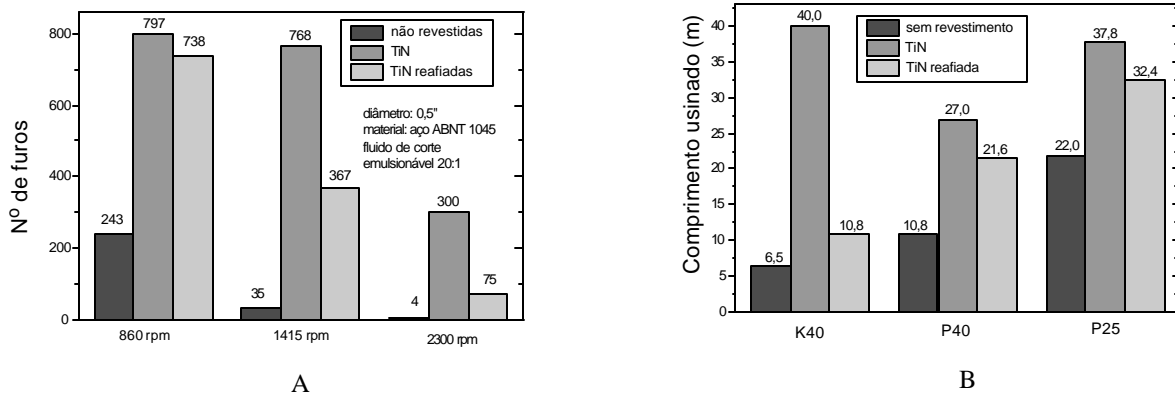 Nº de furos
800
600
400
200
0
797
738
243
768
367
35
300
75
4
860 rpm
1415 rpm
2300 rpm
não revestidas
TiN
TiN reafiadas
diâmetro: 0,5"
material: aço ABNT 1045
fluido de corte
emulsionável 20:1
A
Comprimento usinado (m)
40
35
30
25
20
15
10
5
0
40,0
6,5
10,8
27,0
10,8
21,6
37,8
32,4
22,0
K40
P40
P25
sem revestimento
TiN
TiN reafiada
B